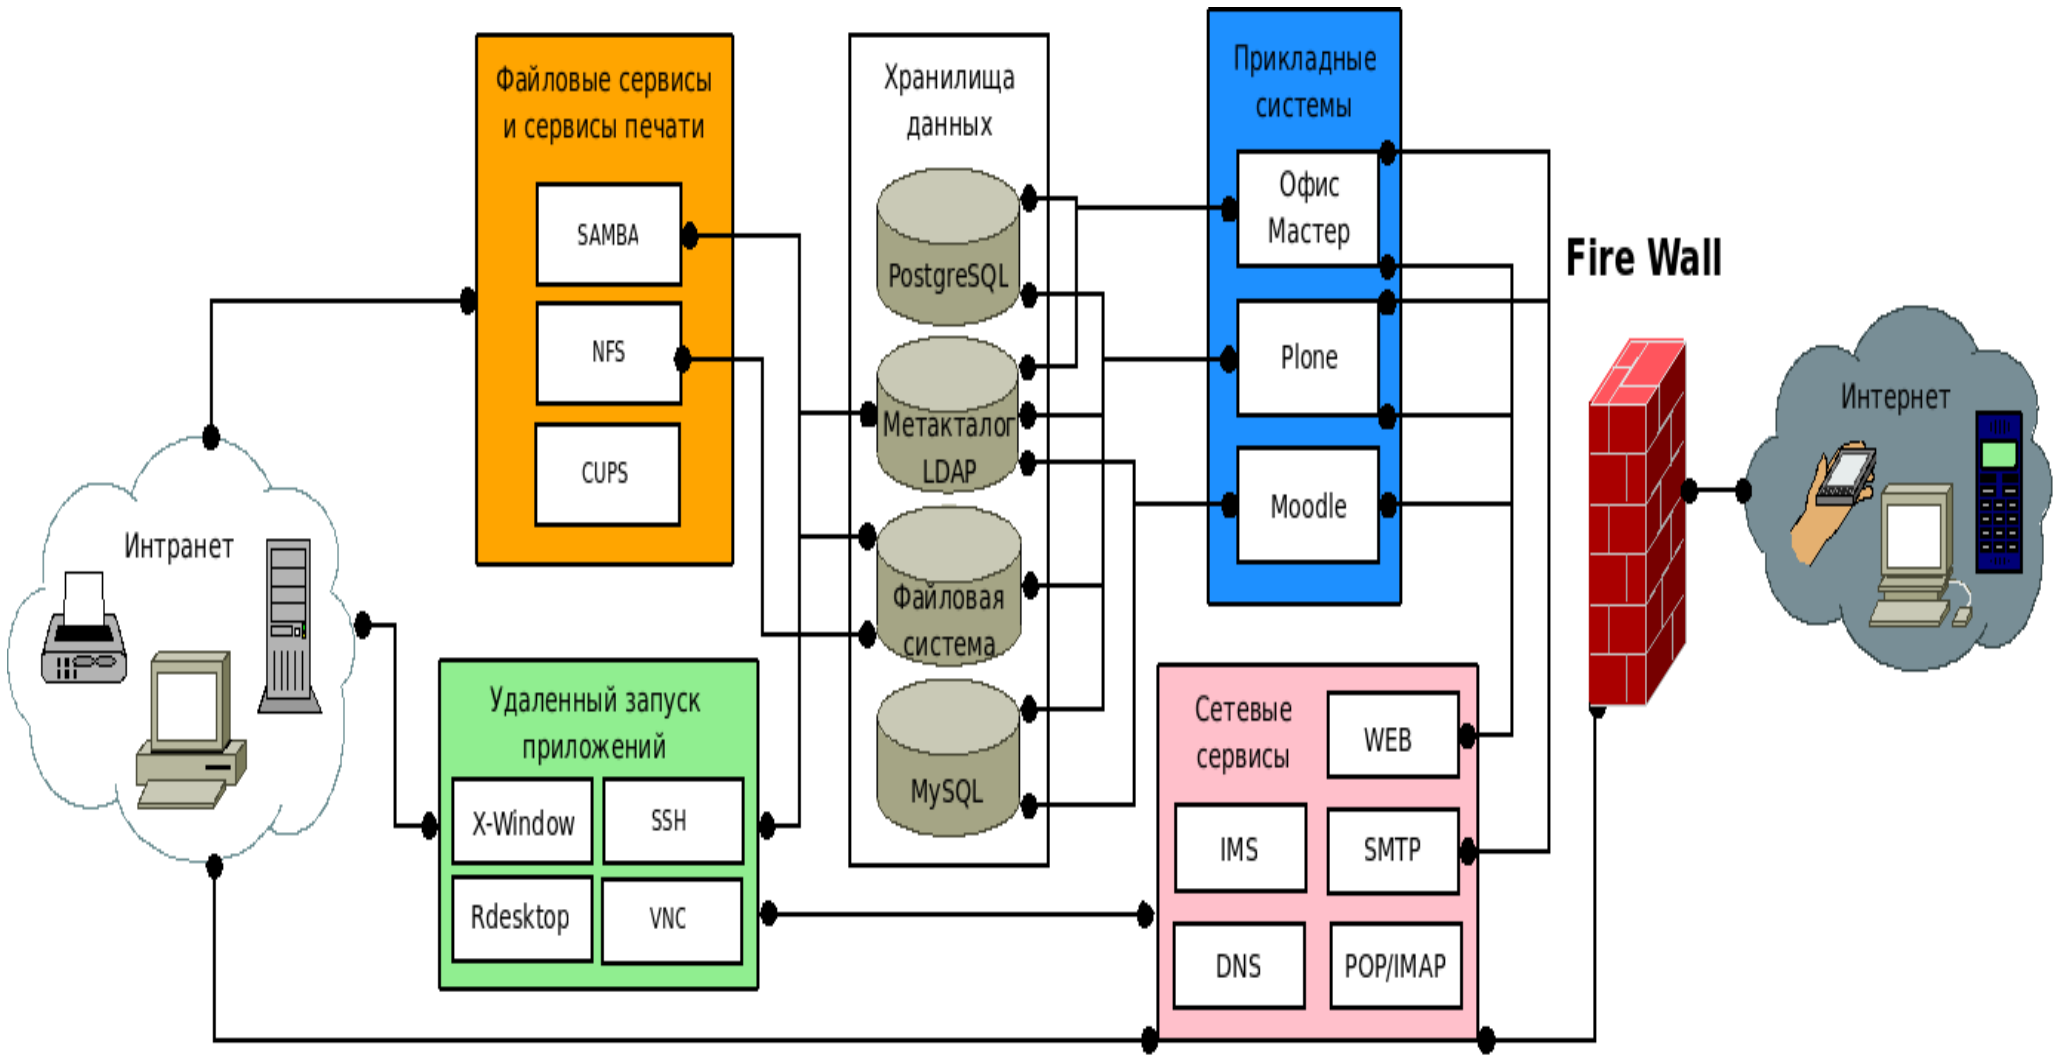 Файловые сервисы
и сервисы печати
SAMBA
NFS
CUPS
Хранилища
данных
PostgreSQL
Метакталог
LDAP
Файловая
система
MySQL
Прикладные
системы
Офис
Мастер
Plone
Moodle
Fire Wall
Интернет
Интранет
Удаленный запуск
приложений
X-Window
SSH
Rdesktop
VNC
Сетевые
сервисы
WEB
IMS
SMTP
DNS
POP/IMAP